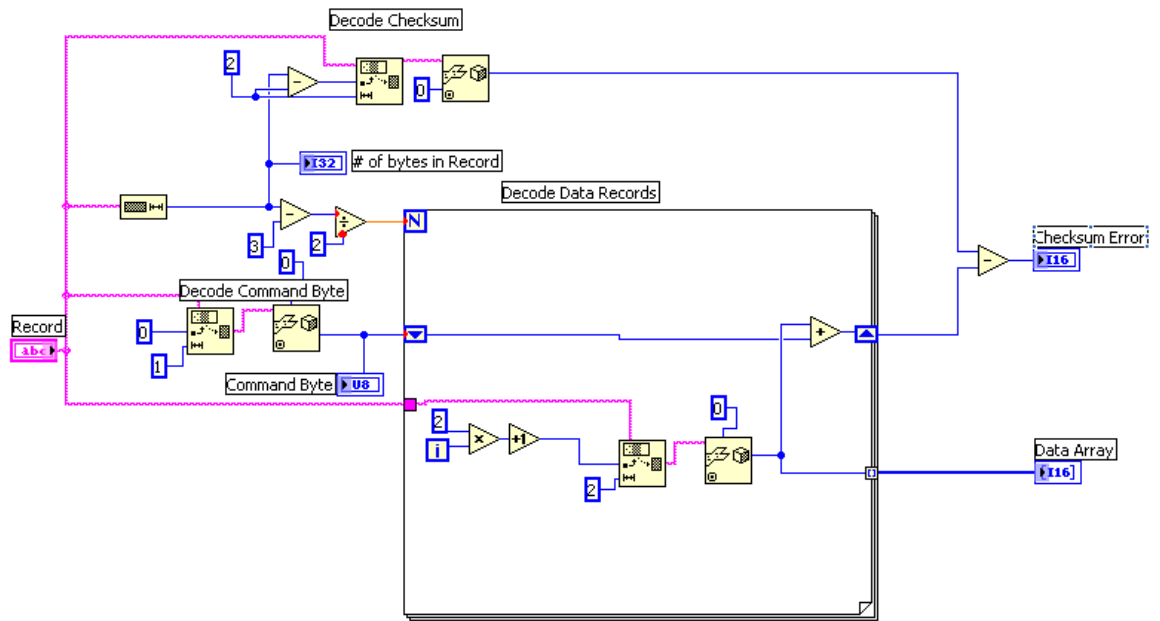 Decode Checksum
2
0
I32 # of bytes in Record
Decode Data Records
N
3
2
0
Checksum Error
I16
Decode Command Byte
Record
abc
0
1
Command Byte U8
2
i
+1
0
2
Data Array
[I16]